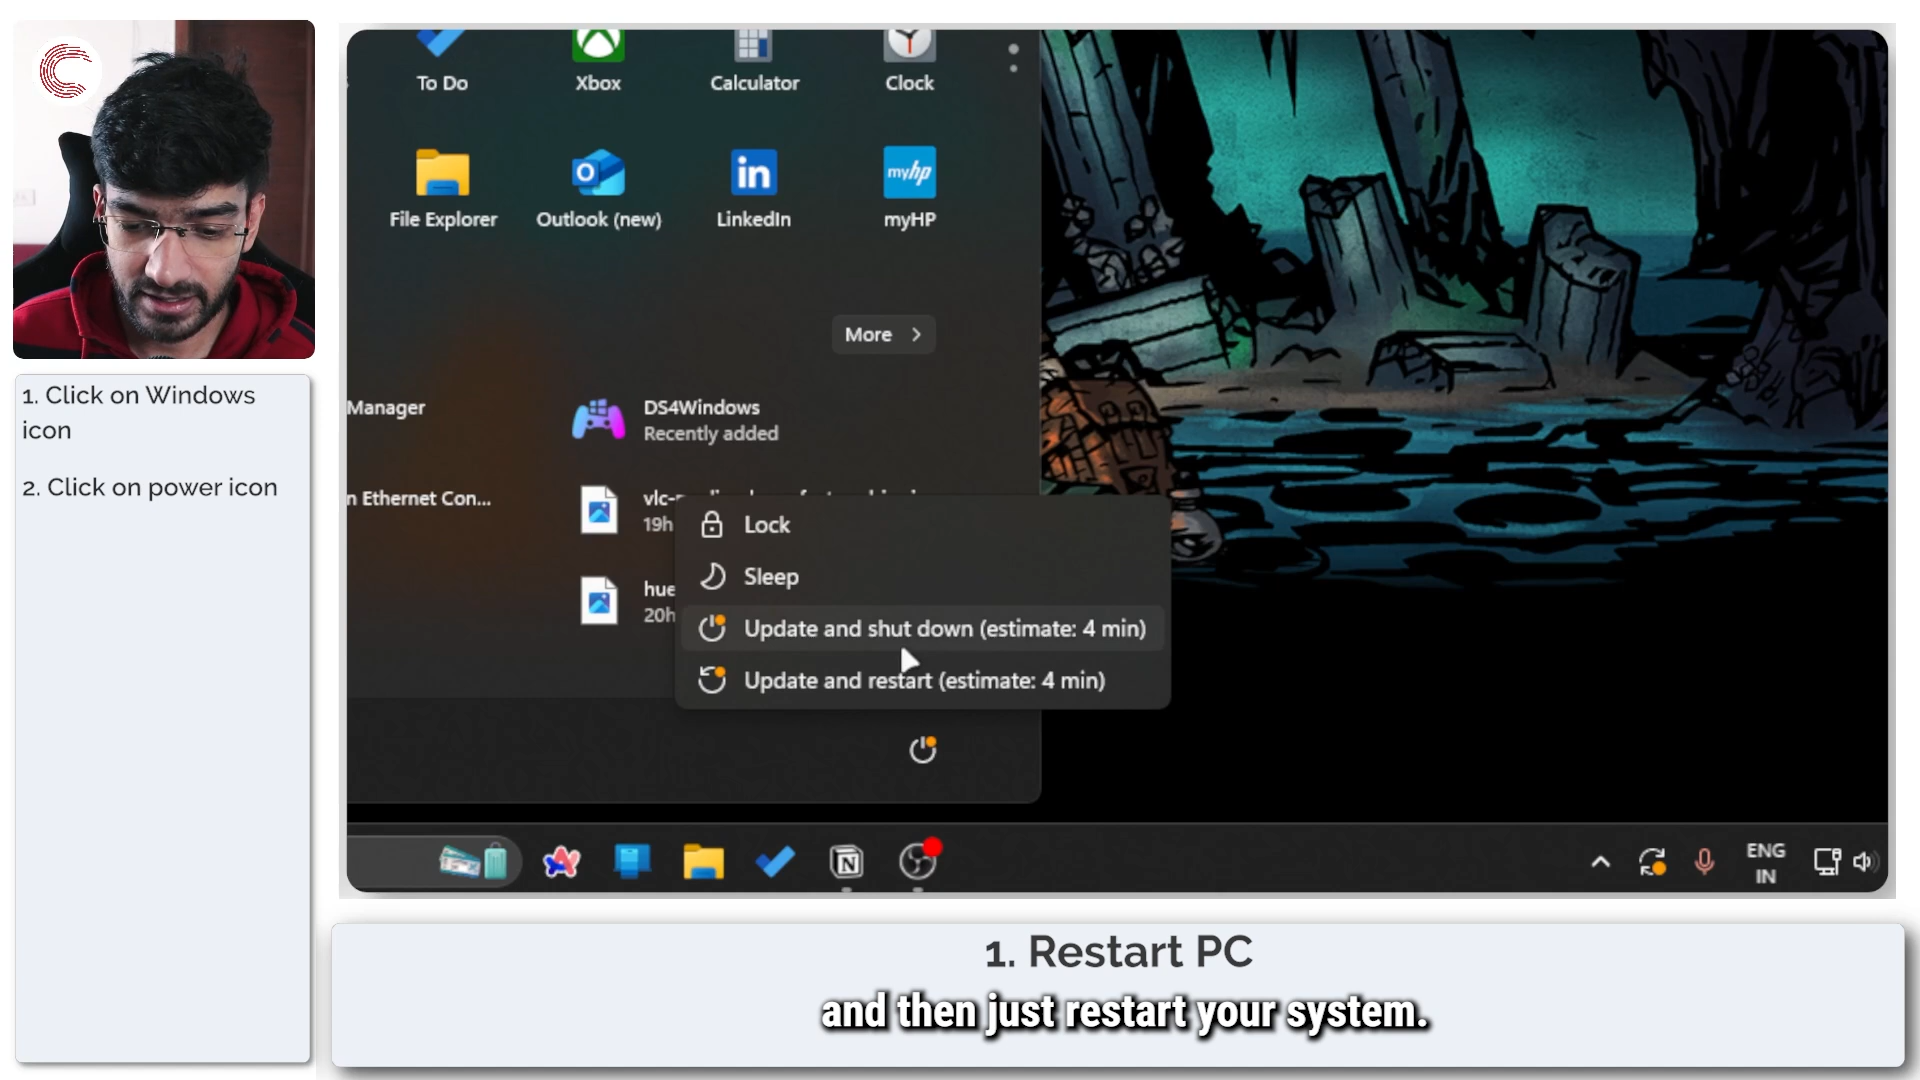 1. Click on Windows
icon
2. Click on power icon
To Do
Xbox
Calculator
Clock
File Explorer
Outlook (new)
LinkedIn
myhp
myHP
More
Manager
DS4Windows
Recently added
n Ethernet Con...
19h
hue
20h
Lock
Sleep
Update and shut down (estimate: 4 min)
Update and restart (estimate: 4 min)
ENG
IN
1. Restart PC
and then just restart your system.